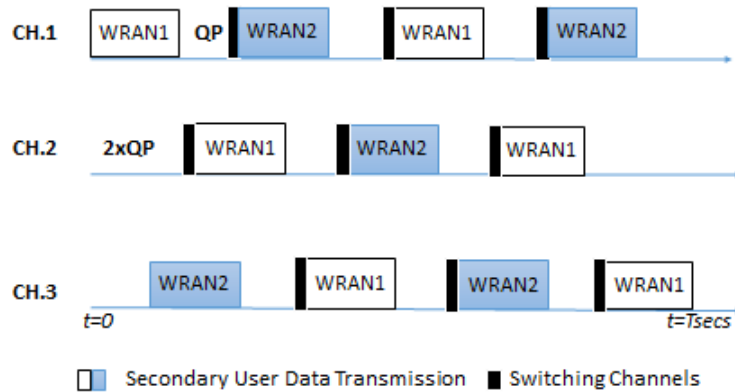 CH.1 WRAN1 QP WRAN2 WRAN1 WRAN2
CH.2 2xQP WRAN1 WRAN2 WRAN1
CH.3 WRAN2 WRAN1 WRAN2 WRAN1
t=0 t=Tsecs
Secondary User Data Transmission Switching Channels